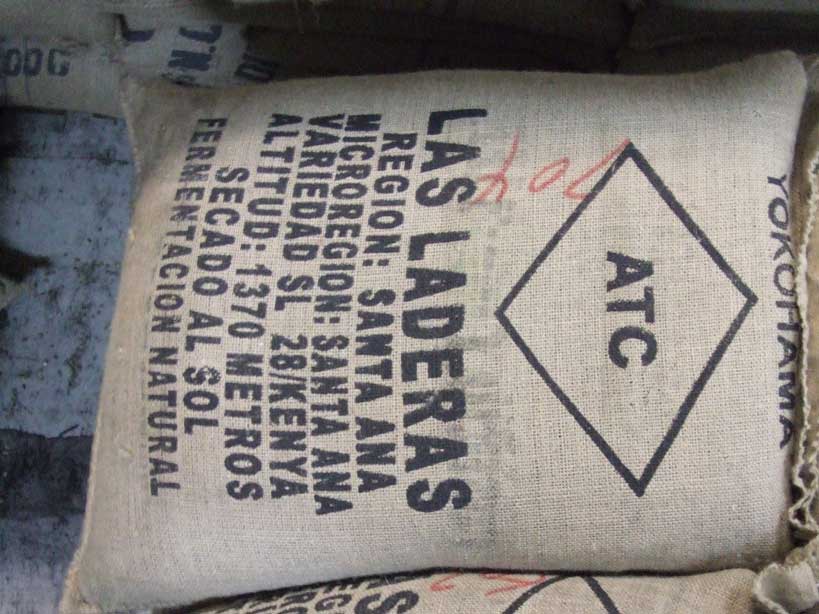 YOKOHAMA
ATC
704
LAS LADERAS
REGION: SANTA ANA
MICROREGION: SANTA ANA
VARIEDAD SL 28/KENYA
ALTITUD: 1370 METROS
SECADO AL SOL
FERMENTACION NATURAL